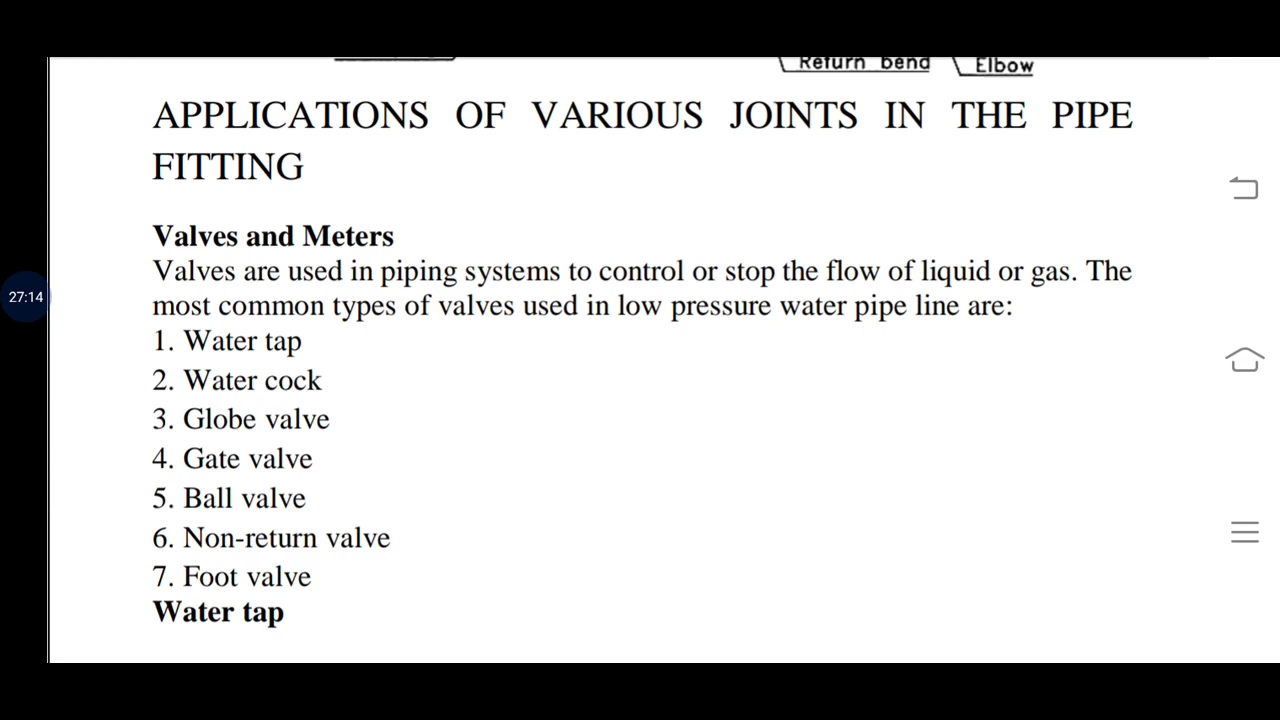 Return bend Elbow
APPLICATIONS OF VARIOUS JOINTS IN THE PIPE
FITTING
Valves and Meters
Valves are used in piping systems to control or stop the flow of liquid or gas. The
most common types of valves used in low pressure water pipe line are:
27:14
1. Water tap
2. Water cock
3. Globe valve
4. Gate valve
5. Ball valve
6. Non-return valve
7. Foot valve
Water tap